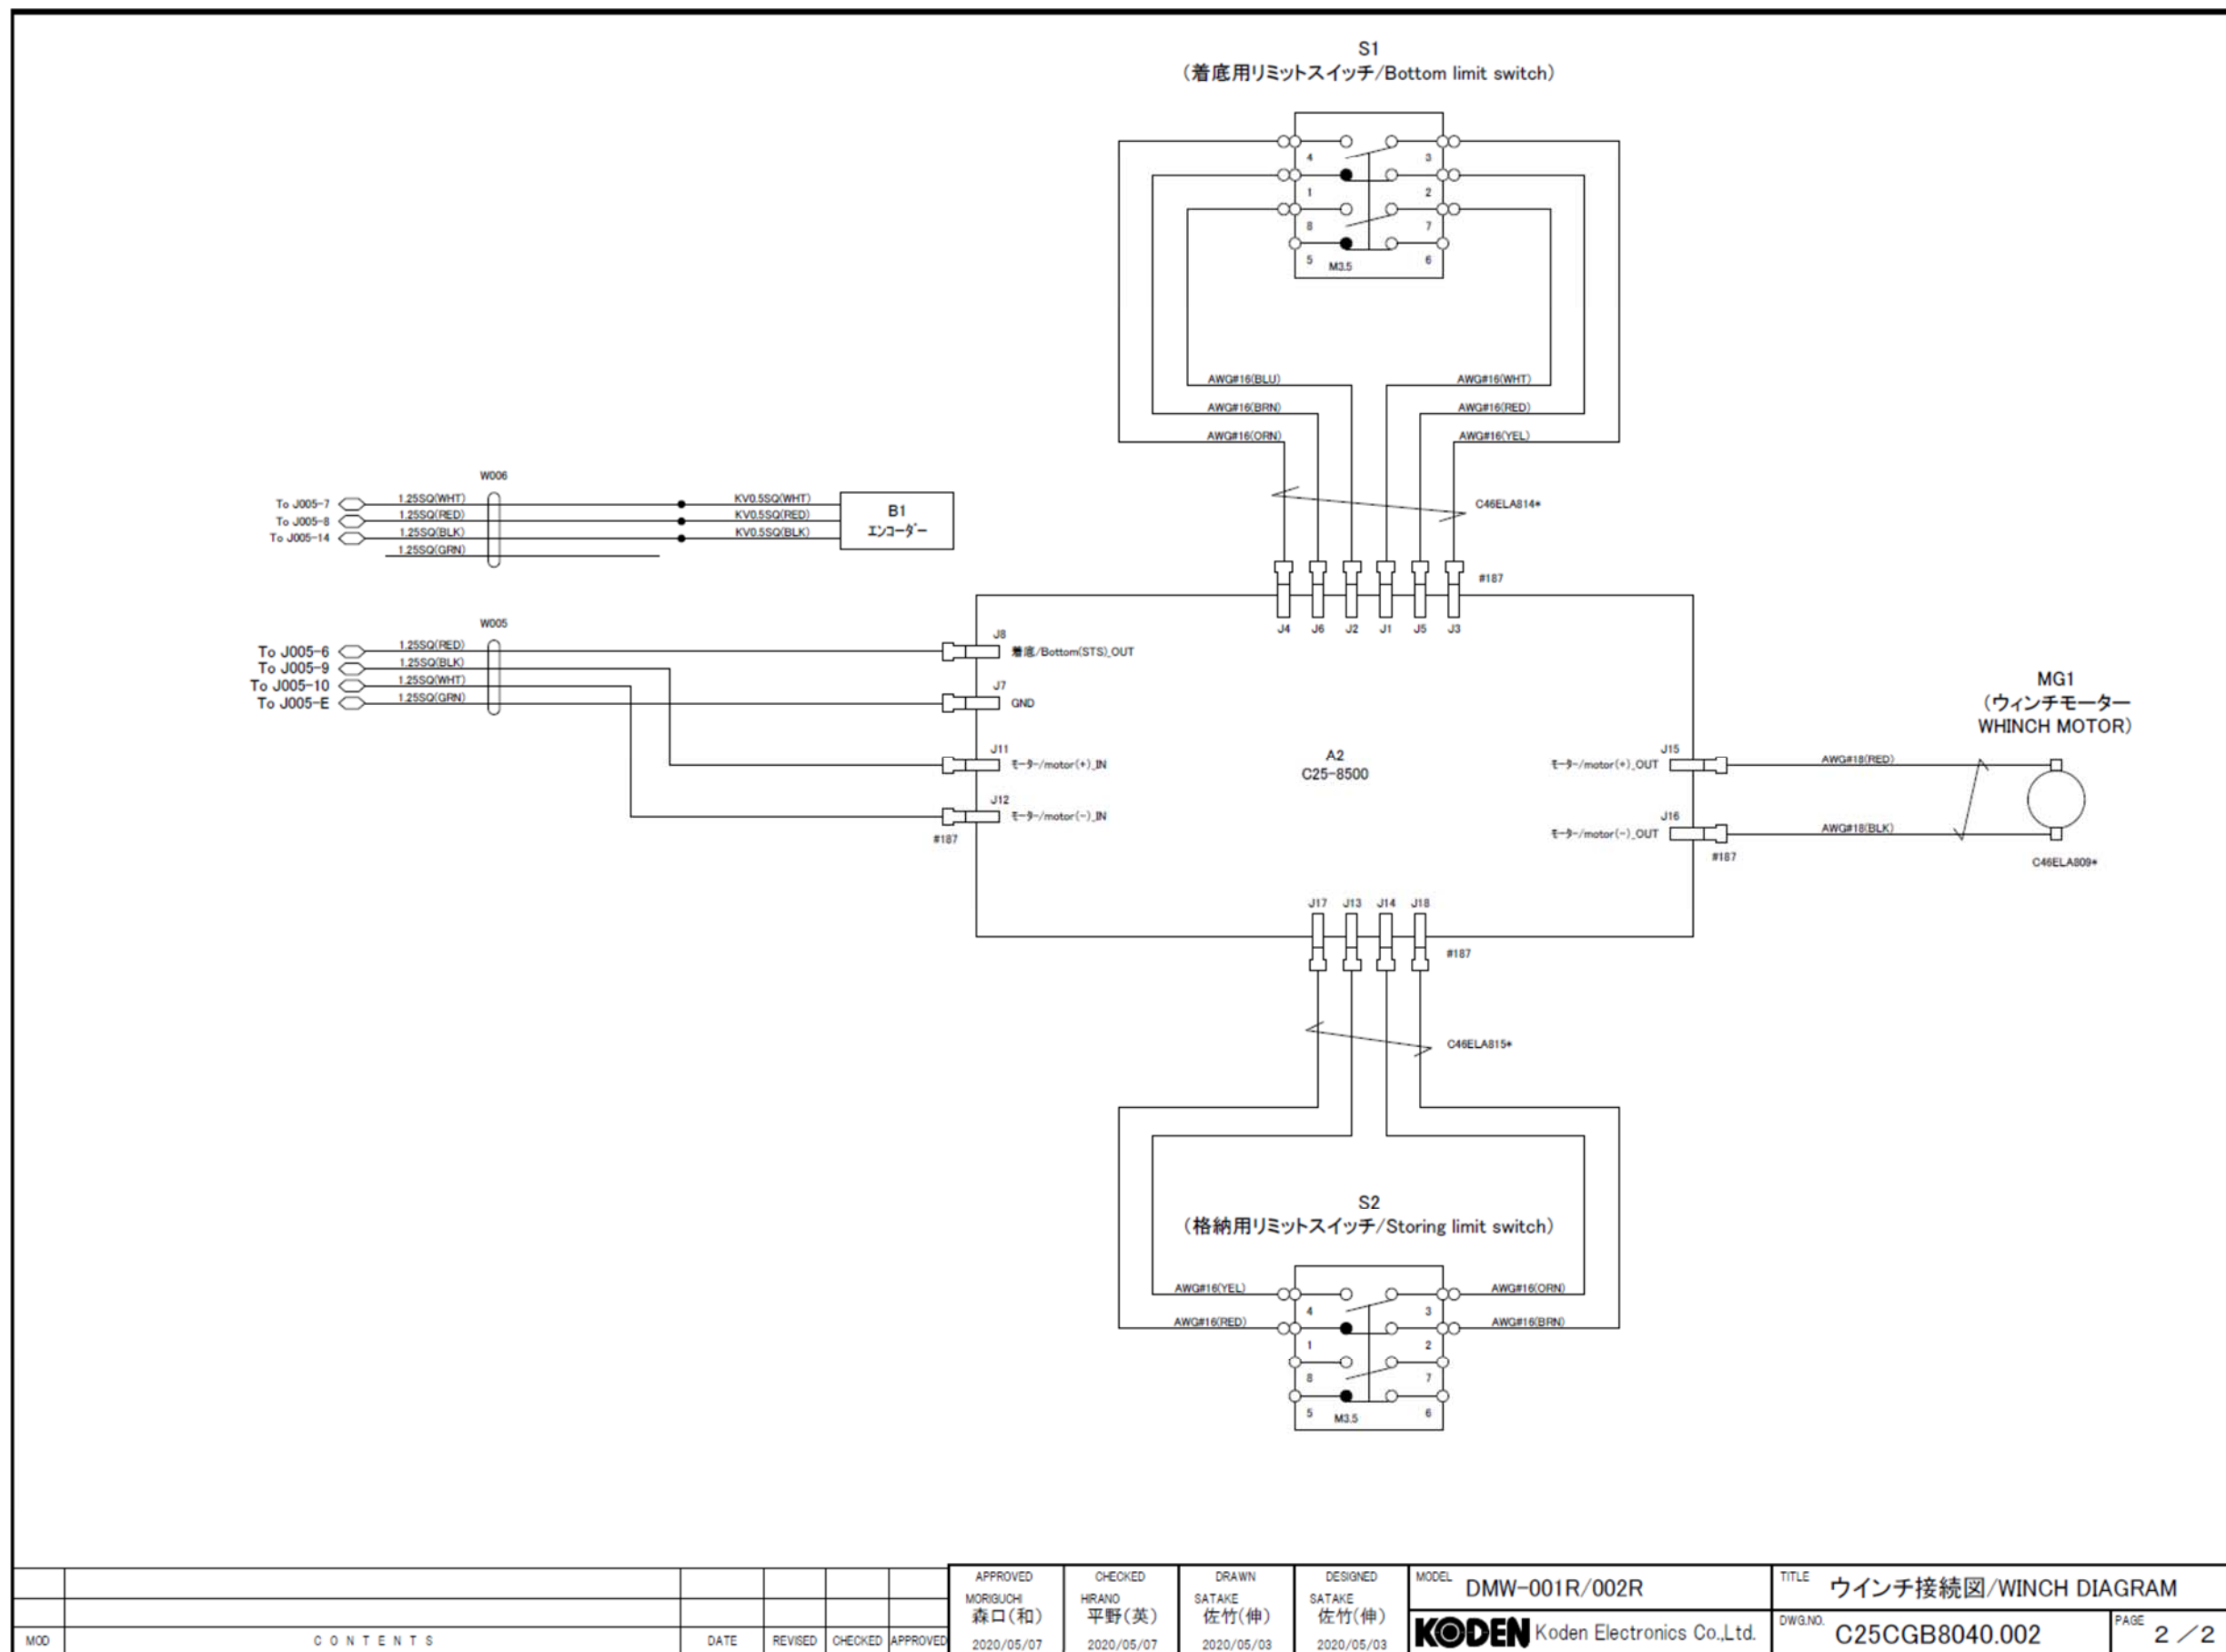 S1
(着底用リミットスイッチ/Bottom limit switch)
4 3
1 2
8 7
5 M3.5 6
AWG#16(BLU) AWG#16(WHT)
AWG#16(BRN) AWG#16(RED)
AWG#16(ORN) AWG#16(YEL)
C46ELA814*
#187
J4 J6 J2 J1 J5 J3
W006
To J005-7 1.25SQ(WHT) KV0.5SQ(WHT)
To J005-8 1.25SQ(RED) KV0.5SQ(RED)
To J005-14 1.25SQ(BLK) KV0.5SQ(BLK)
1.25SQ(GRN)
B1
エンコーダー
W005
To J005-6 1.25SQ(RED)
To J005-9 1.25SQ(BLK)
To J005-10 1.25SQ(WHT)
To J005-E 1.25SQ(GRN)
J8
着底/Bottom(STS)_OUT
J7
GND
J11
モーター/motor(+)_IN
J12
モーター/motor(-)_IN
#187
A2
C25-8500
J15
モーター/motor(+)_OUT
J16
モーター/motor(-)_OUT
#187
AWG#18(RED)
AWG#18(BLK)
MG1
(ウィンチモーター
WHINCH MOTOR)
C46ELA809*
J17 J13 J14 J18
#187
C46ELA815*
S2
(格納用リミットスイッチ/Storing limit switch)
AWG#16(YEL) AWG#16(ORN)
4 3
AWG#16(RED) AWG#16(BRN)
1 2
8 7
5 M3.5 6
MOD CONTENTS DATE REVISED CHECKED APPROVED
APPROVED
MORIGUCHI
森口(和)
2020/05/07
CHECKED
HIRANO
平野(英)
2020/05/07
DRAWN
SATAKE
佐竹(伸)
2020/05/03
DESIGNED
SATAKE
佐竹(伸)
2020/05/03
MODEL DMW-001R/002R
KODEN Koden Electronics Co.,Ltd.
TITLE ウインチ接続図/WINCH DIAGRAM
DWG.NO. C25CGB8040.002
PAGE 2/2